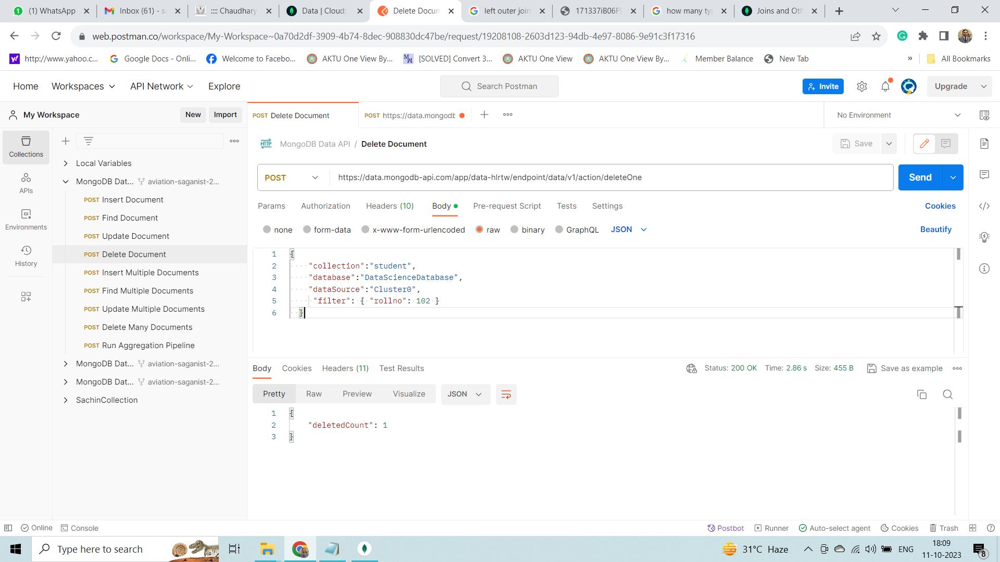 (1) WhatsApp
Inbox (61) - s
:::: Chaudhary
Data | Cloud:
Delete Docum
left outer join
171337iB06F9
how many ty
Joins and Oth
web.postman.co/workspace/My-Workspace~0a70d2df-3909-4b74-8dec-908830dc47be/request/19208108-2603d123-94db-4e97-8086-9e91c3f17316
http://www.yahoo.c...
Google Docs - Onli...
Welcome to Facebo...
AKTU One View By...
[SOLVED] Convert 3...
AKTU One View
AKTU One View By...
Member Balance
New Tab
»
All Bookmarks
Home
Workspaces
API Network
Explore
Search Postman
Invite
Upgrade
My Workspace
New
Import
POST Delete Document
POST https://data.mongodb
No Environment
Collections
APIs
Environments
History
Local Variables
MongoDB Dat... aviation-saganist-2...
POST Insert Document
POST Find Document
POST Update Document
POST Delete Document
POST Insert Multiple Documents
POST Find Multiple Documents
POST Update Multiple Documents
POST Delete Many Documents
POST Run Aggregation Pipeline
MongoDB Dat... aviation-saganist-2...
MongoDB Dat... aviation-saganist-2...
SachinCollection
HTTP MongoDB Data API / Delete Document
Save
POST https://data.mongodb-api.com/app/data-hlrtw/endpoint/data/v1/action/deleteOne
Send
Params Authorization Headers (10) Body Pre-request Script Tests Settings Cookies
none form-data x-www-form-urlencoded raw binary GraphQL JSON Beautify
1 {
2 "collection":"student",
3 "database":"DataScienceDatabase",
4 "dataSource":"Cluster0",
5 "filter": { "rollno": 102 }
6 }
Body Cookies Headers (11) Test Results Status: 200 OK Time: 2.86 s Size: 455 B Save as example
Pretty Raw Preview Visualize JSON
1 {
2 "deletedCount": 1
3 }
Online Console Postbot Runner Auto-select agent Cookies Trash
Type here to search
31°C Haze
ENG
18:09
11-10-2023
8